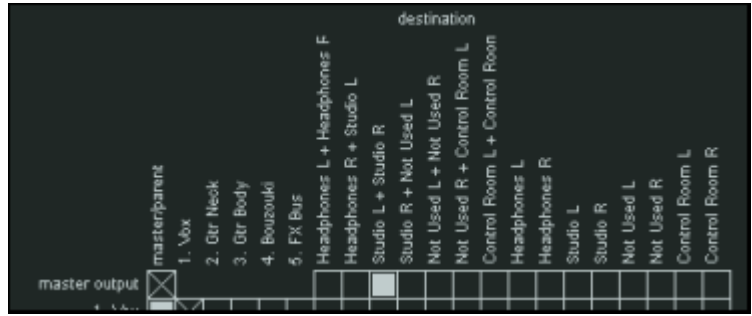 destination
master/parent
1. Vox
2. Gtr Neck
3. Gtr Body
4. Bouzouki
5. FX Bus
Headphones L + Headphones F
Headphones R + Studio L
Studio L + Studio R
Studio R + Not Used L
Not Used L + Not Used R
Not Used R + Control Room L
Control Room L + Control Roon
Headphones L
Headphones R
Studio L
Studio R
Not Used L
Not Used R
Control Room L
Control Room R
master output